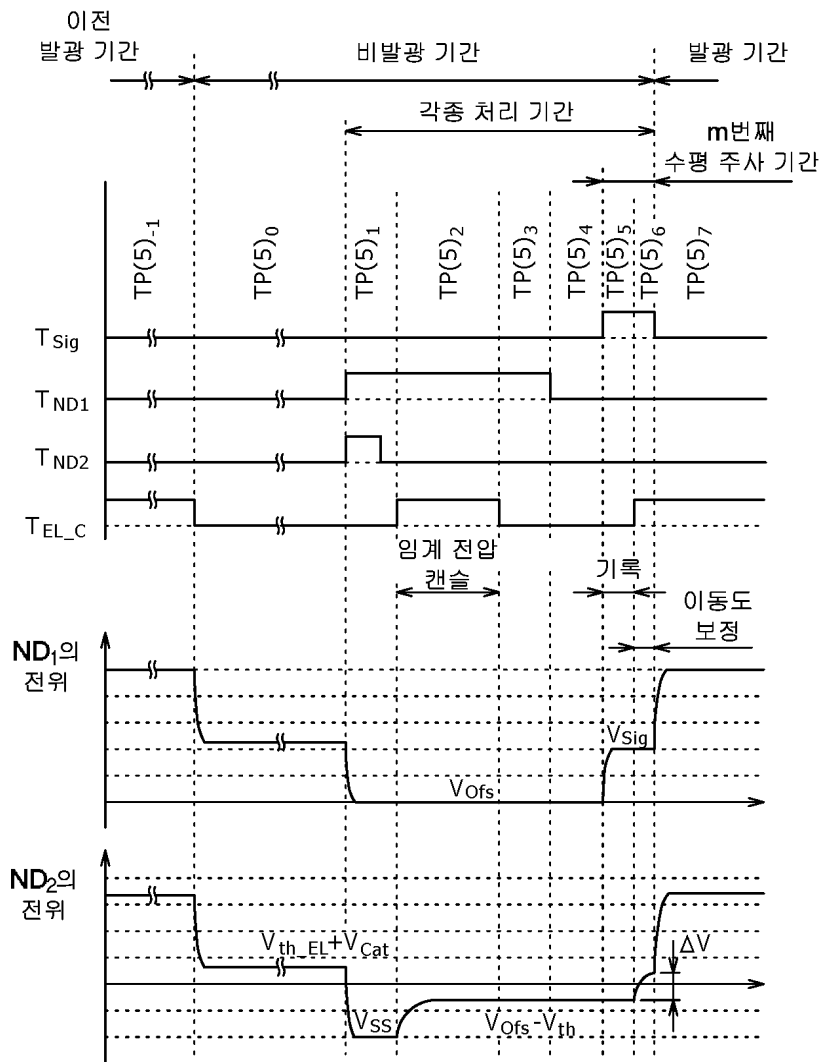 이전
발광 기간
비발광 기간
발광 기간
각종 처리 기간
m번째
수평 주사 기간
TP(5)-1
TP(5)0
TP(5)1
TP(5)2
TP(5)3
TP(5)4
TP(5)5
TP(5)6
TP(5)7
TSig
TND1
TND2
TEL_C
임계 전압
캔슬
기록
이동도
보정
ND1의
전위
VSig
VOfs
ND2의
전위
Vth_EL+VCat
ΔV
VSS
VOfs-Vth